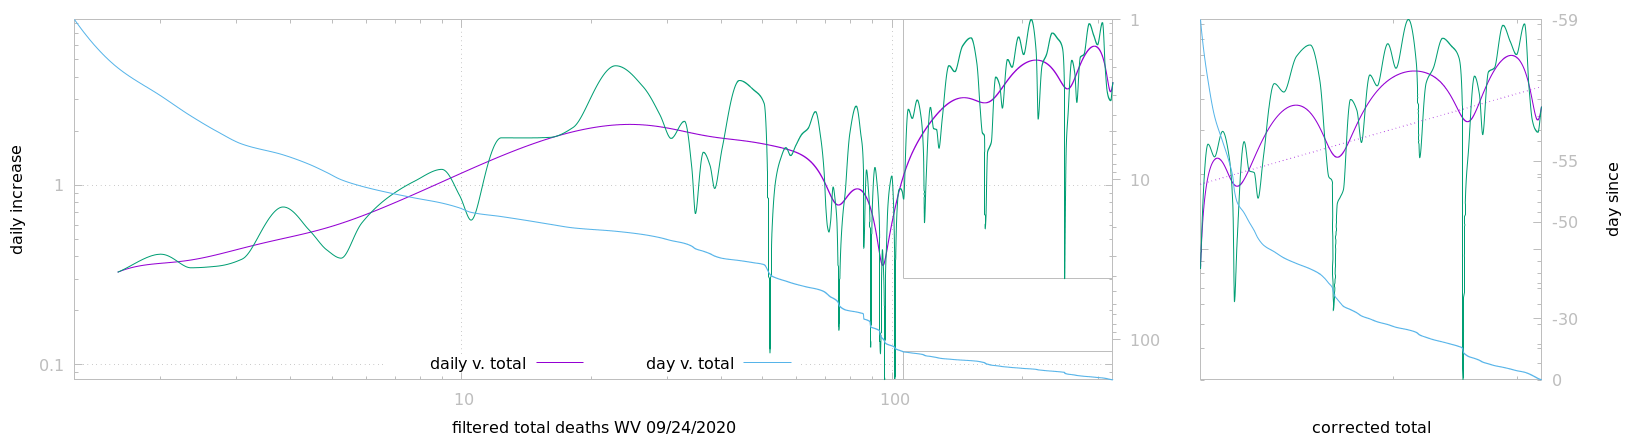 1
-59
1
10
-55
-50
daily increase
day since
-30
100
0.1
daily v. total
day v. total
0
10
100
filtered total deaths WV 09/24/2020
corrected total